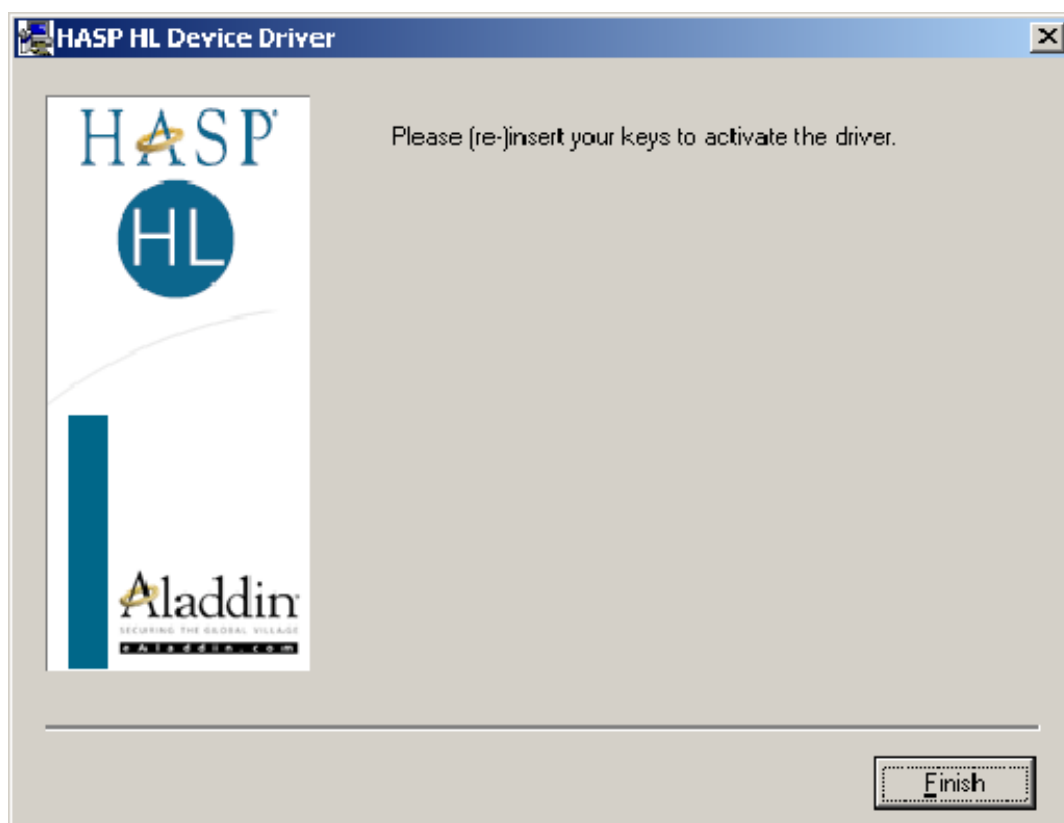 HASP HL Device Driver
HASP
HL
Please (re-)insert your keys to activate the driver.
Aladdin
SECURING THE GLOBAL VILLAGE
eAladdin.com
Finish